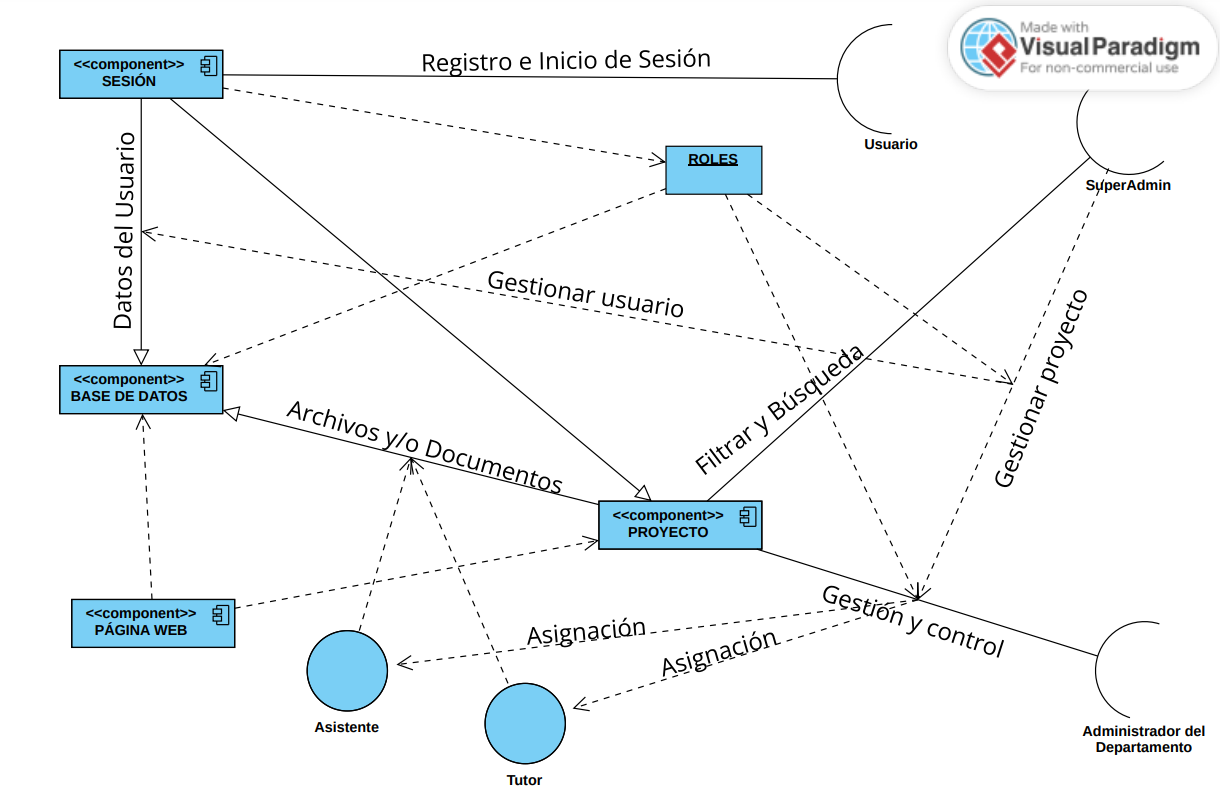 Made with
VisualParadigm
For non-commercial use
<<component>>
SESIÓN
Registro e Inicio de Sesión
Usuario
ROLES
SuperAdmin
Datos del Usuario
Gestionar usuario
Gestionar proyecto
Filtrar y Búsqueda
<<component>>
BASE DE DATOS
Archivos y/o Documentos
<<component>>
PROYECTO
<<component>>
PÁGINA WEB
Gestión y control
Asignación
Asignación
Asistente
Tutor
Administrador del
Departamento